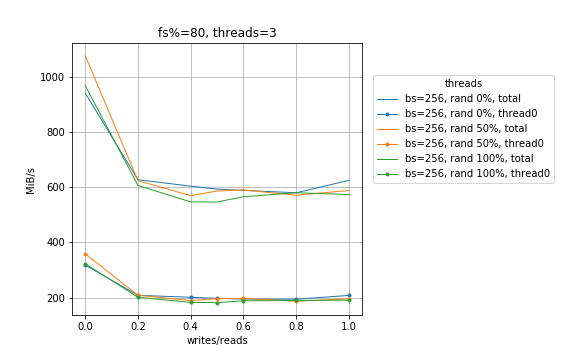 fs%=80, threads=3
1000
800
600
400
200
MiB/s
0.0 0.2 0.4 0.6 0.8 1.0
writes/reads
threads
bs=256, rand 0%, total
bs=256, rand 0%, thread0
bs=256, rand 50%, total
bs=256, rand 50%, thread0
bs=256, rand 100%, total
bs=256, rand 100%, thread0